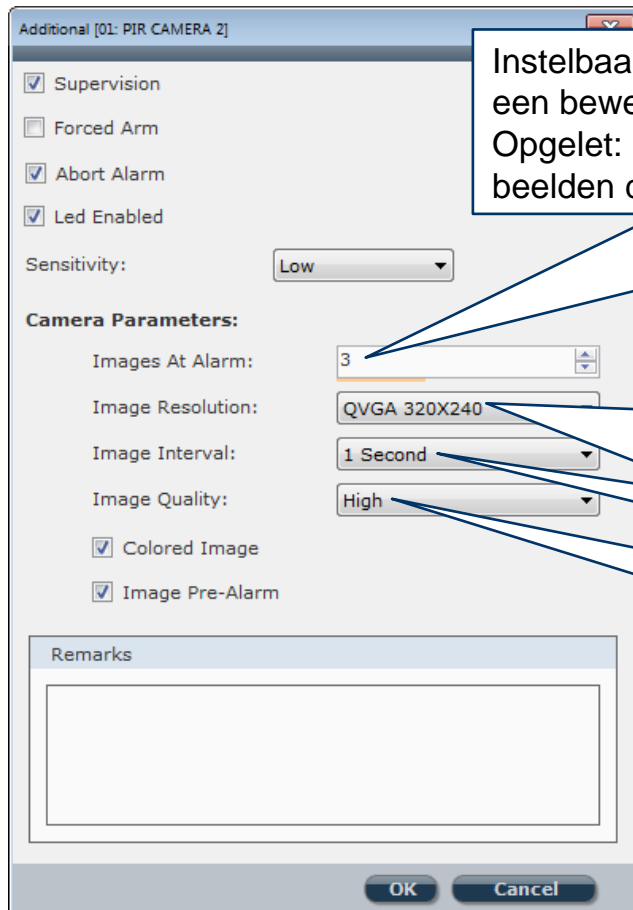 Additional [01: PIR CAMERA 2]
Supervision
Forced Arm
Abort Alarm
Led Enabled
Sensitivity: Low
Camera Parameters:
Images At Alarm: 3
Image Resolution: QVGA 320X240
Image Interval: 1 Second
Image Quality: High
Colored Image
Image Pre-Alarm
Remarks
OK Cancel
Instelbaa
een bewe
Opgelet:
beelden